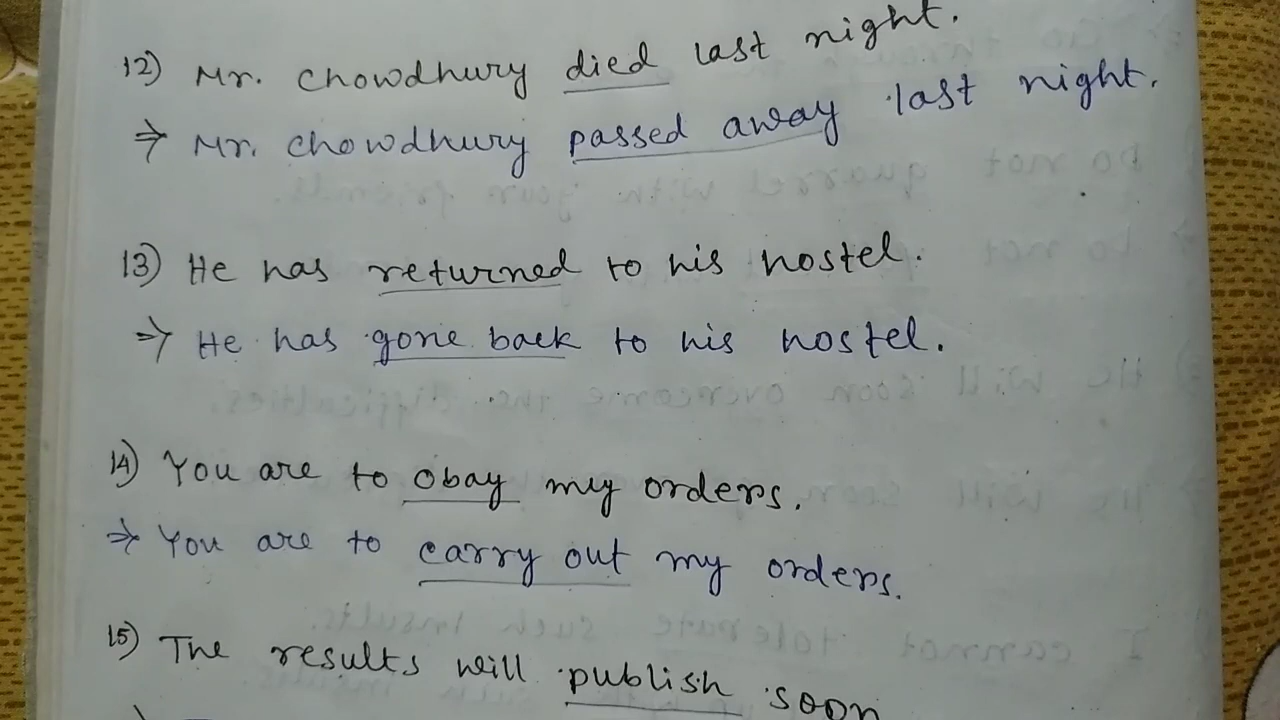 12) Mr. Chowdhury died last night.
⇒ Mr. Chowdhury passed away last night.
13) He has returned to his hostel.
⇒ He has gone back to his hostel.
14) You are to obay my orders.
⇒ You are to carry out my orders.
15) The results will publish soon